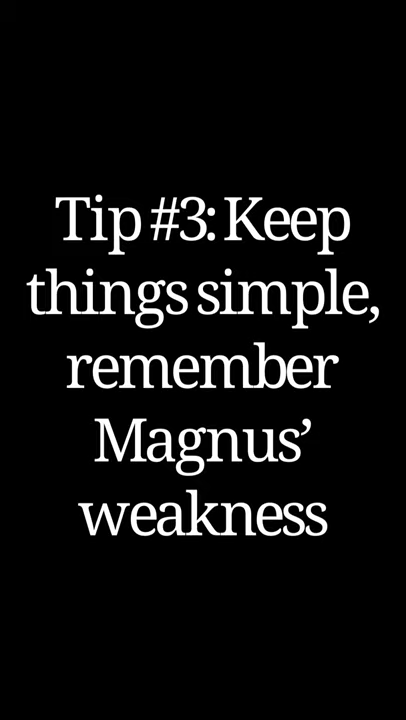 Tip #3: Keep
things simple,
remember
Magnus’
weakness